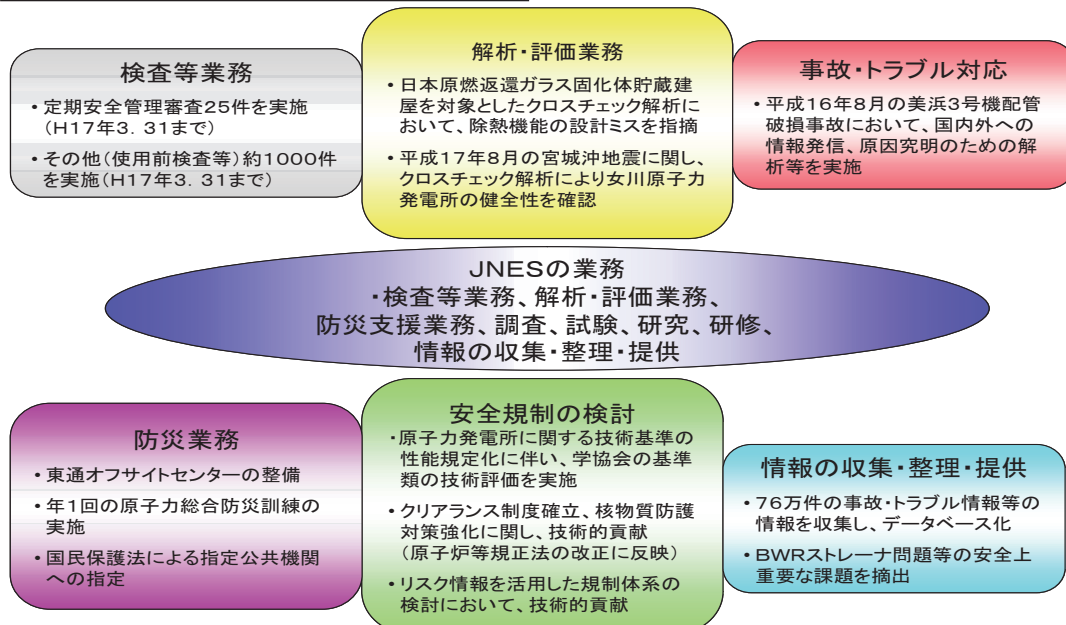 検査等業務
・定期安全管理審査25件を実施
(H17年3. 31まで)
・その他(使用前検査等)約1000件
を実施(H17年3. 31まで)
解析・評価業務
・日本原燃返還ガラス固化体貯蔵建
屋を対象としたクロスチェック解析に
おいて、除熱機能の設計ミスを指摘
・平成17年8月の宮城沖地震に関し、
クロスチェック解析により女川原子力
発電所の健全性を確認
事故・トラブル対応
・平成16年8月の美浜3号機配管
破損事故において、国内外への
情報発信、原因究明のための解
析等を実施
JNESの業務
・検査等業務、解析・評価業務、
防災支援業務、調査、試験、研究、研修、
情報の収集・整理・提供
防災業務
・東通オフサイトセンターの整備
・年1回の原子力総合防災訓練の
実施
・国民保護法による指定公共機関
への指定
安全規制の検討
・原子力発電所に関する技術基準の
性能規定化に伴い、学協会の基準
類の技術評価を実施
・クリアランス制度確立、核物質防護
対策強化に関し、技術的貢献
(原子炉等規正法の改正に反映)
・リスク情報を活用した規制体系の
検討において、技術的貢献
情報の収集・整理・提供
・76万件の事故・トラブル情報等の
情報を収集し、データベース化
・BWRストレーナ問題等の安全上
重要な課題を摘出